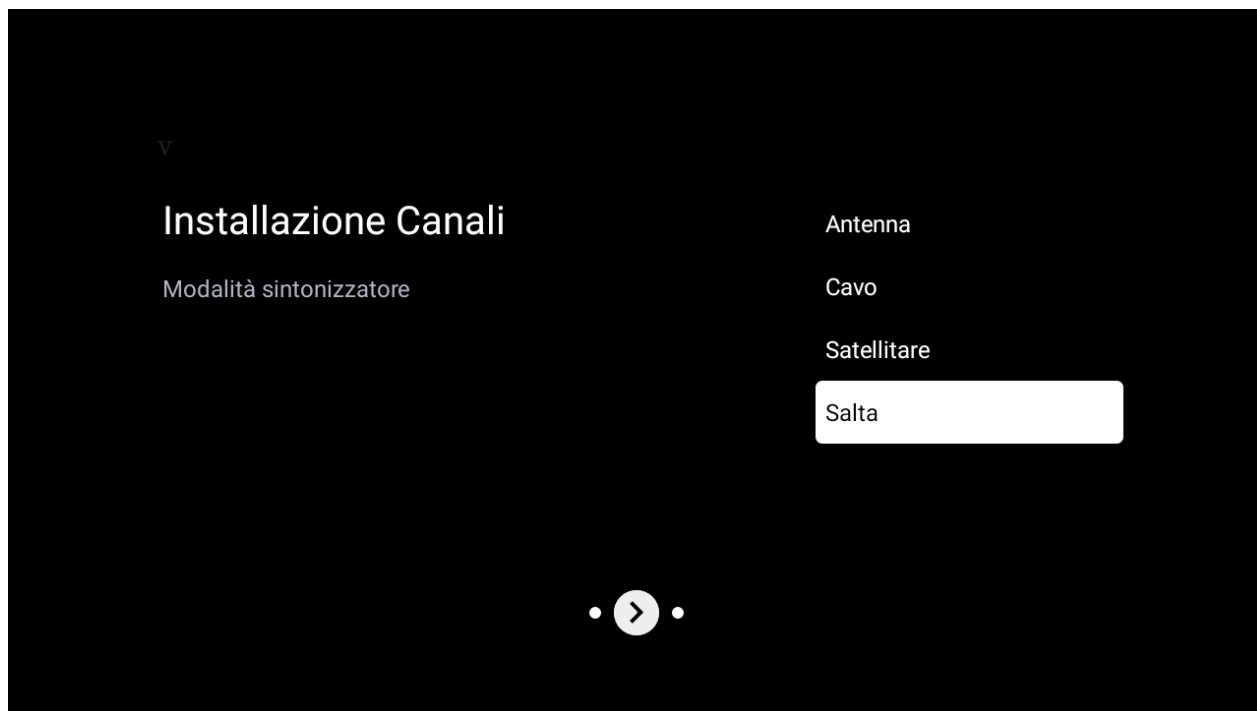 v
Installazione Canali
Modalità sintonizzatore
Antenna
Cavo
Satellitare
Salta